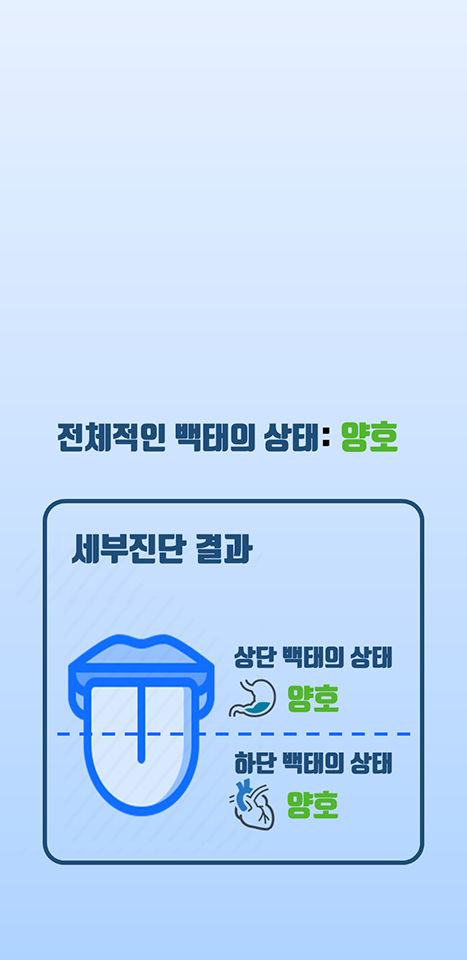 전체적인 백태의 상태: 양호
세부진단 결과
상단 백태의 상태
양호
하단 백태의 상태
양호